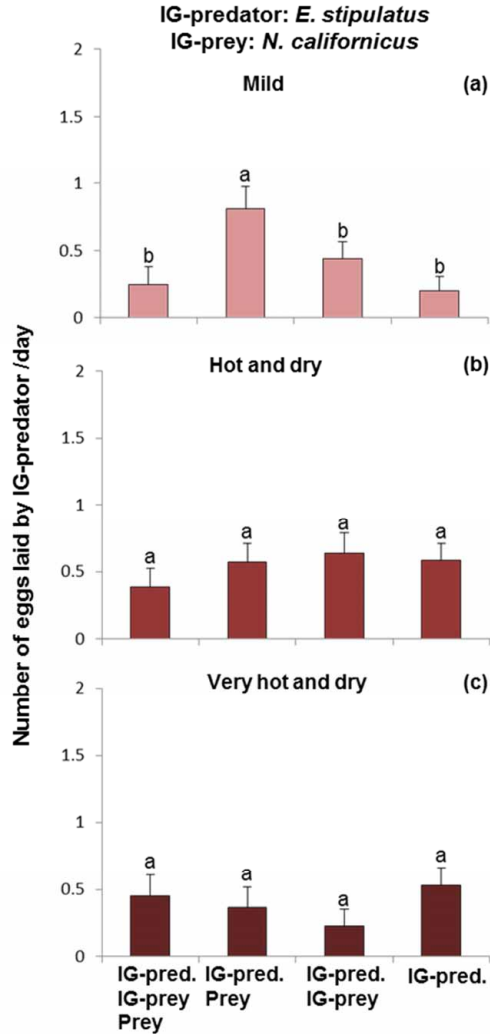 IG-predator: E. stipulatus
IG-prey: N. californicus
Number of eggs laid by IG-predator /day
Mild
(a)
2
1.5
1
0.5
0
b
a
b
b
Hot and dry
(b)
2
1.5
1
0.5
0
a
a
a
a
Very hot and dry
(c)
2
1.5
1
0.5
0
a
a
a
a
IG-pred.
IG-prey
Prey
IG-pred.
Prey
IG-pred.
IG-prey
IG-pred.